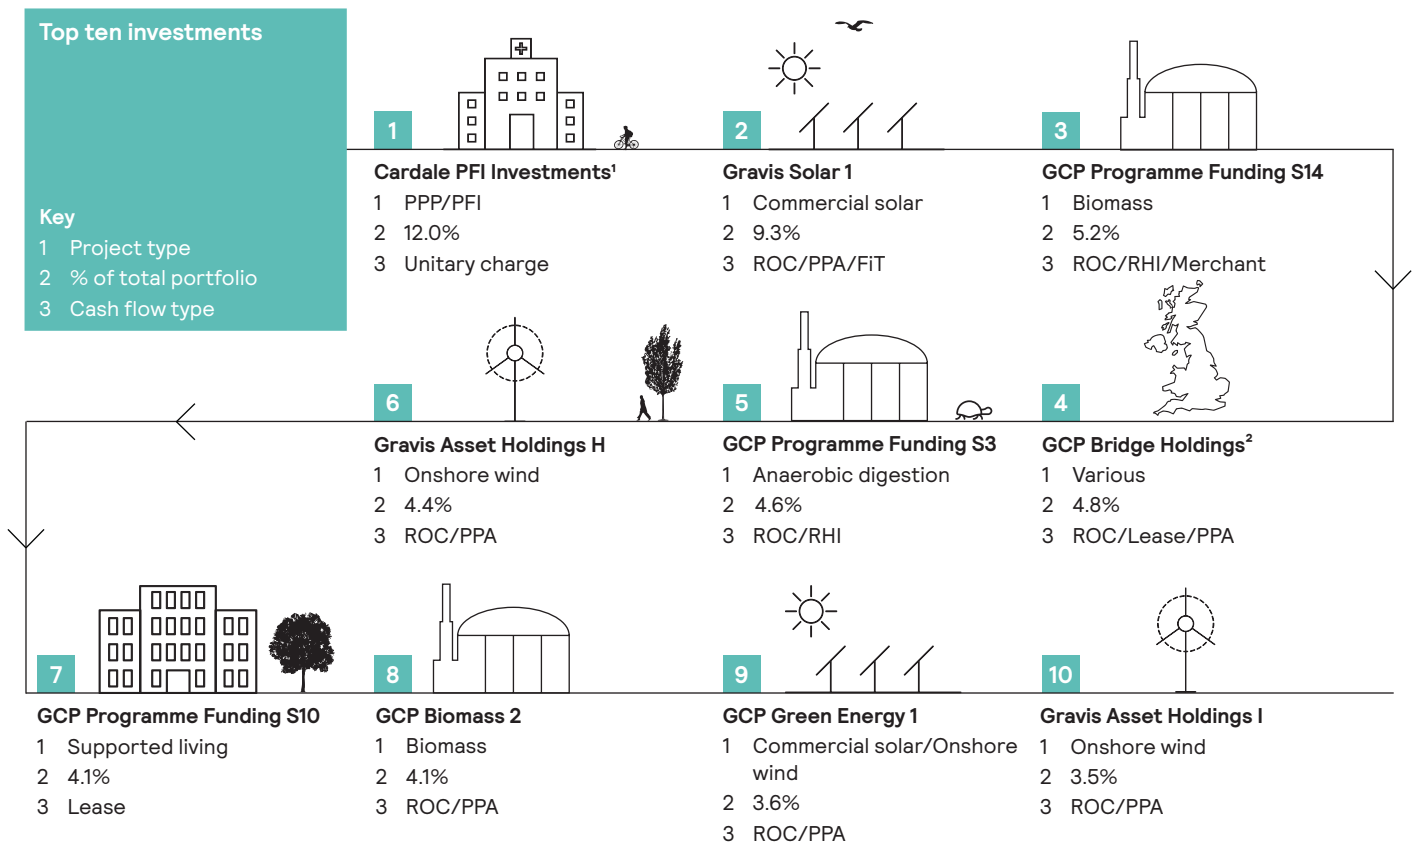 Top ten investments
Key
1 Project type
2 % of total portfolio
3 Cash flow type
1
Cardale PFI Investments¹
1 PPP/PFI
2 12.0%
3 Unitary charge
2
Gravis Solar 1
1 Commercial solar
2 9.3%
3 ROC/PPA/FiT
3
GCP Programme Funding S14
1 Biomass
2 5.2%
3 ROC/RHI/Merchant
4
GCP Bridge Holdings²
1 Various
2 4.8%
3 ROC/Lease/PPA
5
GCP Programme Funding S3
1 Anaerobic digestion
2 4.6%
3 ROC/RHI
6
Gravis Asset Holdings H
1 Onshore wind
2 4.4%
3 ROC/PPA
7
GCP Programme Funding S10
1 Supported living
2 4.1%
3 Lease
8
GCP Biomass 2
1 Biomass
2 4.1%
3 ROC/PPA
9
GCP Green Energy 1
1 Commercial solar/Onshore
wind
2 3.6%
3 ROC/PPA
10
Gravis Asset Holdings I
1 Onshore wind
2 3.5%
3 ROC/PPA